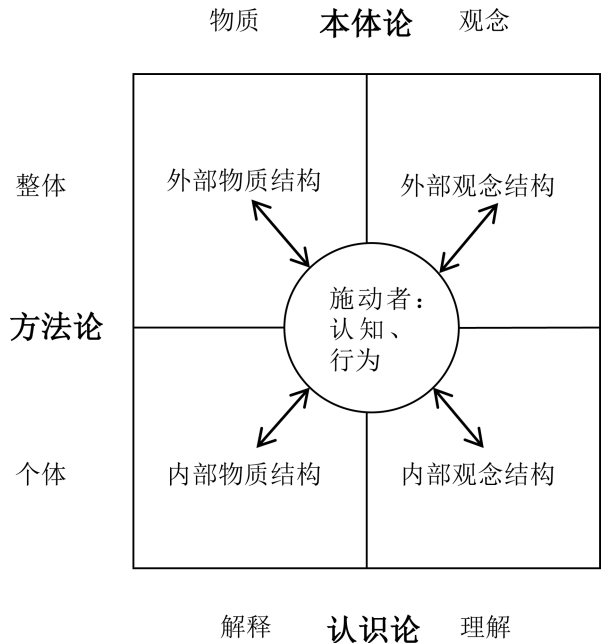 物质 本体论 观念
整体 外部物质结构 外部观念结构
施动者：
认知、
行为
方法论
个体 内部物质结构 内部观念结构
解释 认识论 理解